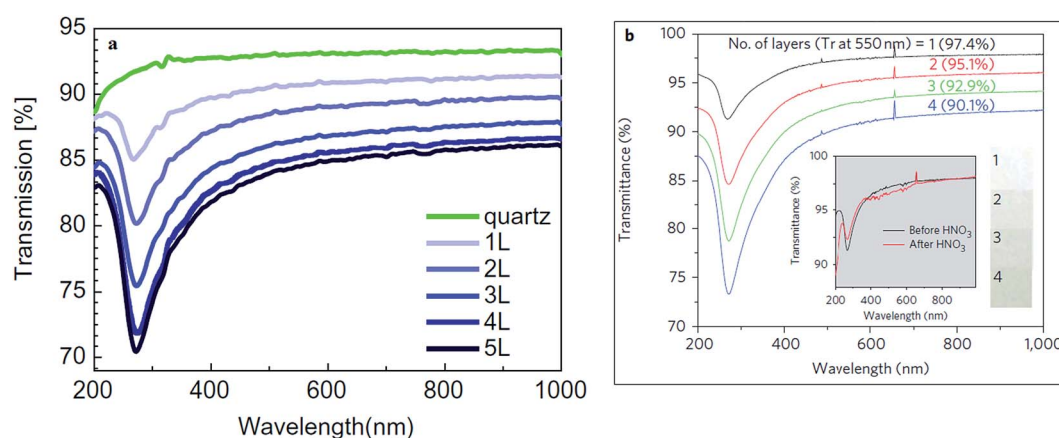 a
95
90
85
80
75
70
Transmission [%]
200
400
600
800
1000
Wavelength(nm)
quartz
1L
2L
3L
4L
5L
b
100
95
90
85
80
75
70
Transmittance (%)
200
400
600
800
1,000
Wavelength (nm)
No. of layers (Tr at 550 nm) = 1 (97.4%)
2 (95.1%)
3 (92.9%)
4 (90.1%)
100
95
90
Transmittance (%)
200 400 600 800
Wavelength (nm)
Before HNO₃
After HNO₃
1
2
3
4